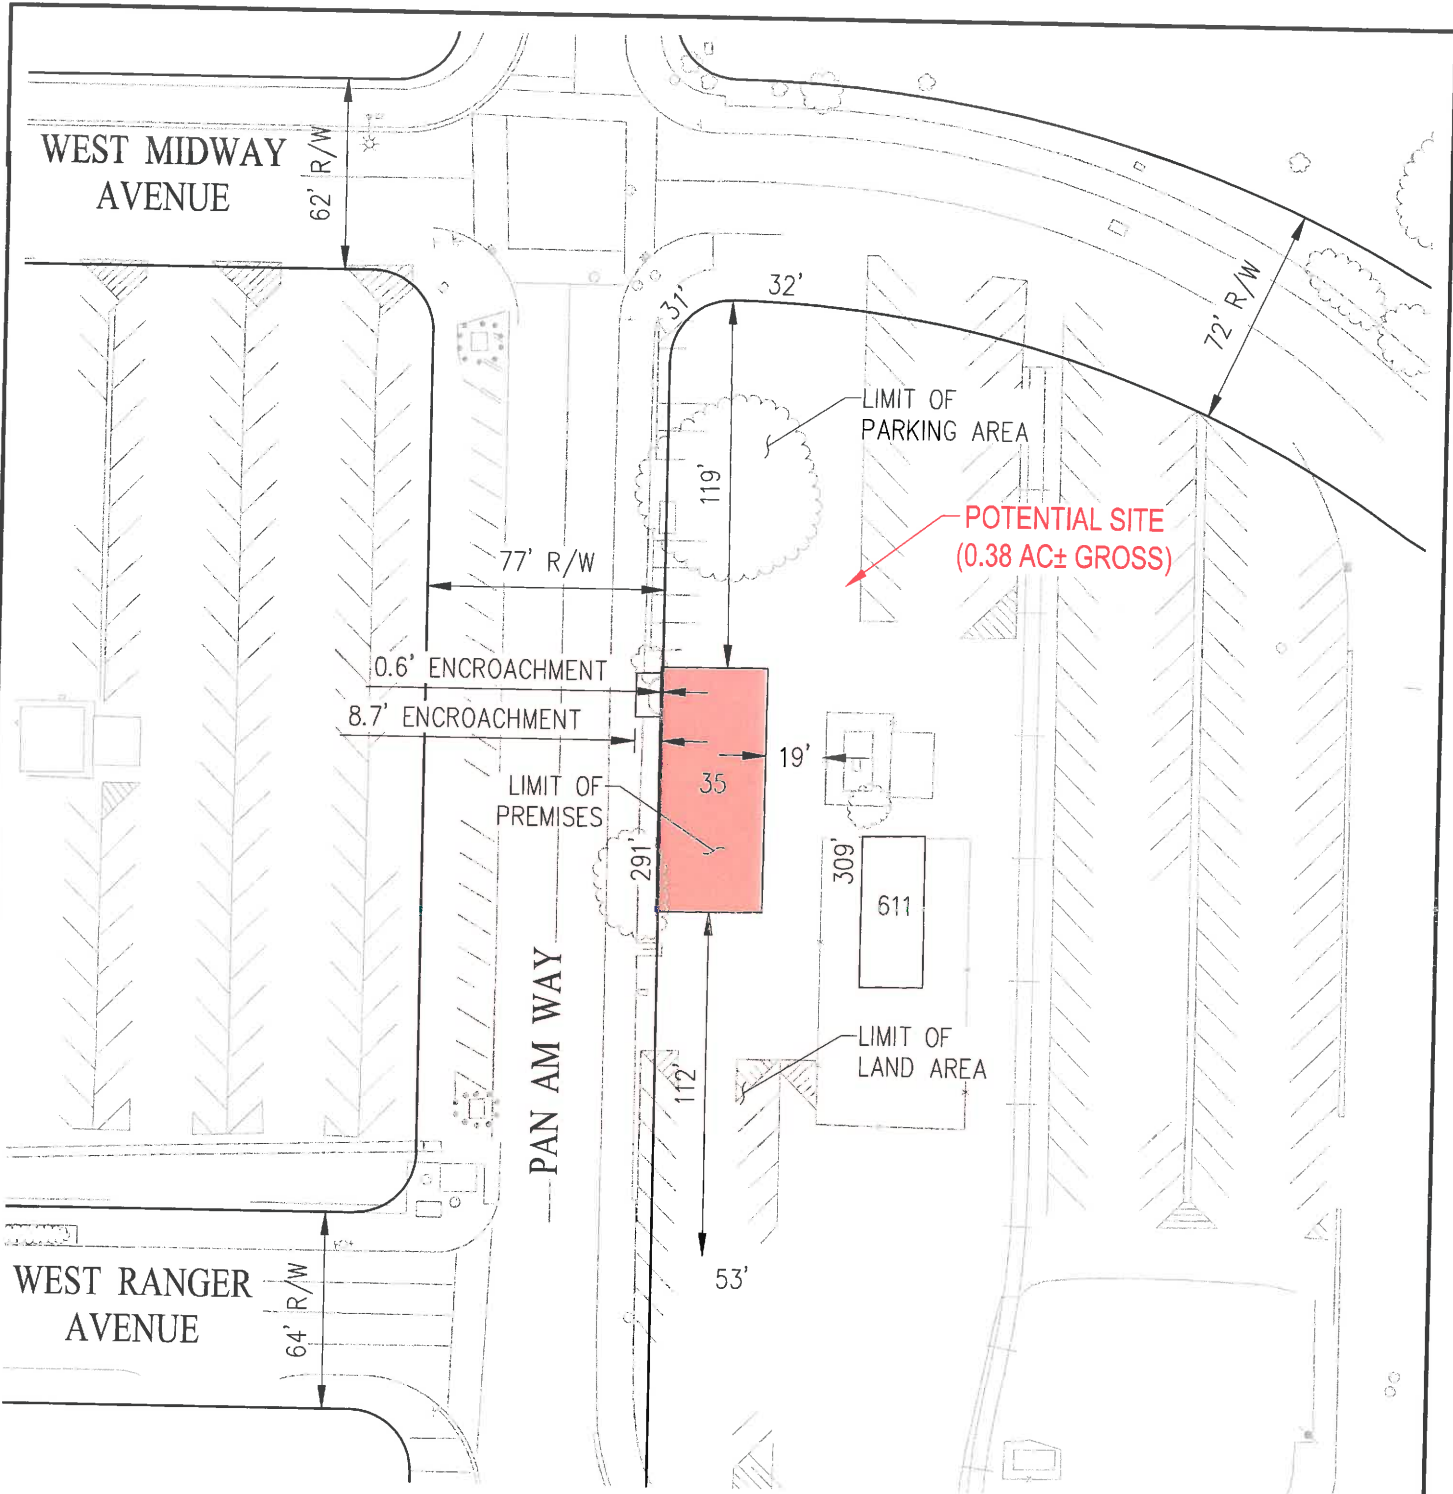 WEST MIDWAY
AVENUE
62' R/W
31'
32'
72' R/W
LIMIT OF
PARKING AREA
119'
POTENTIAL SITE
(0.38 AC± GROSS)
77' R/W
0.6' ENCROACHMENT
8.7' ENCROACHMENT
19'
35
LIMIT OF
PREMISES
291'
309'
611
PAN AM WAY
LIMIT OF
LAND AREA
112'
53'
WEST RANGER
AVENUE
64' R/W